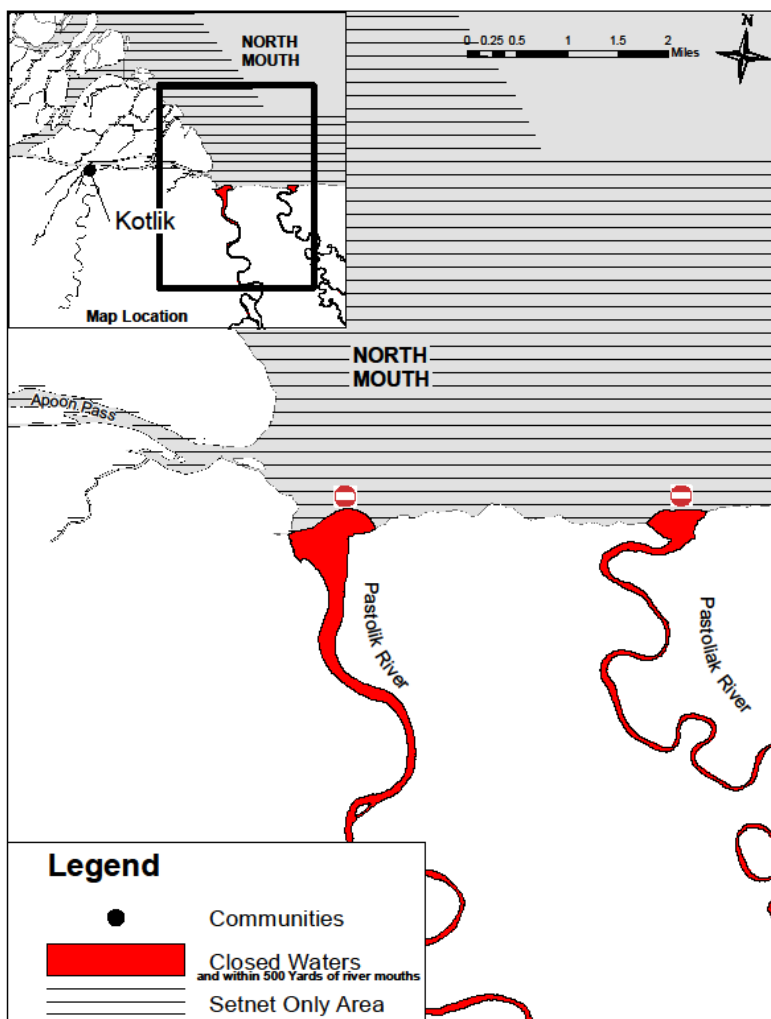 NORTH
MOUTH
0 0.25 0.5 1 1.5 2
Miles
N
Kotlik
Map Location
NORTH
MOUTH
Apoon Pass
Pastolik River
Pastoliak River
Legend
Communities
Closed Waters
and within 500 Yards of river mouths
Setnet Only Area